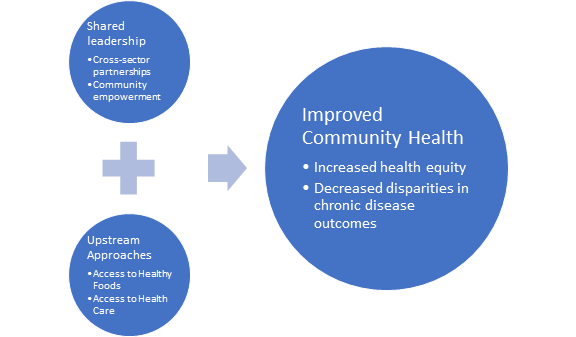 Shared
leadership
•Cross-sector
partnerships
•Community
empowerment
Upstream
Approaches
•Access to Healthy
Foods
•Access to Health
Care
Improved
Community Health
• Increased health equity
• Decreased disparities in
chronic disease
outcomes